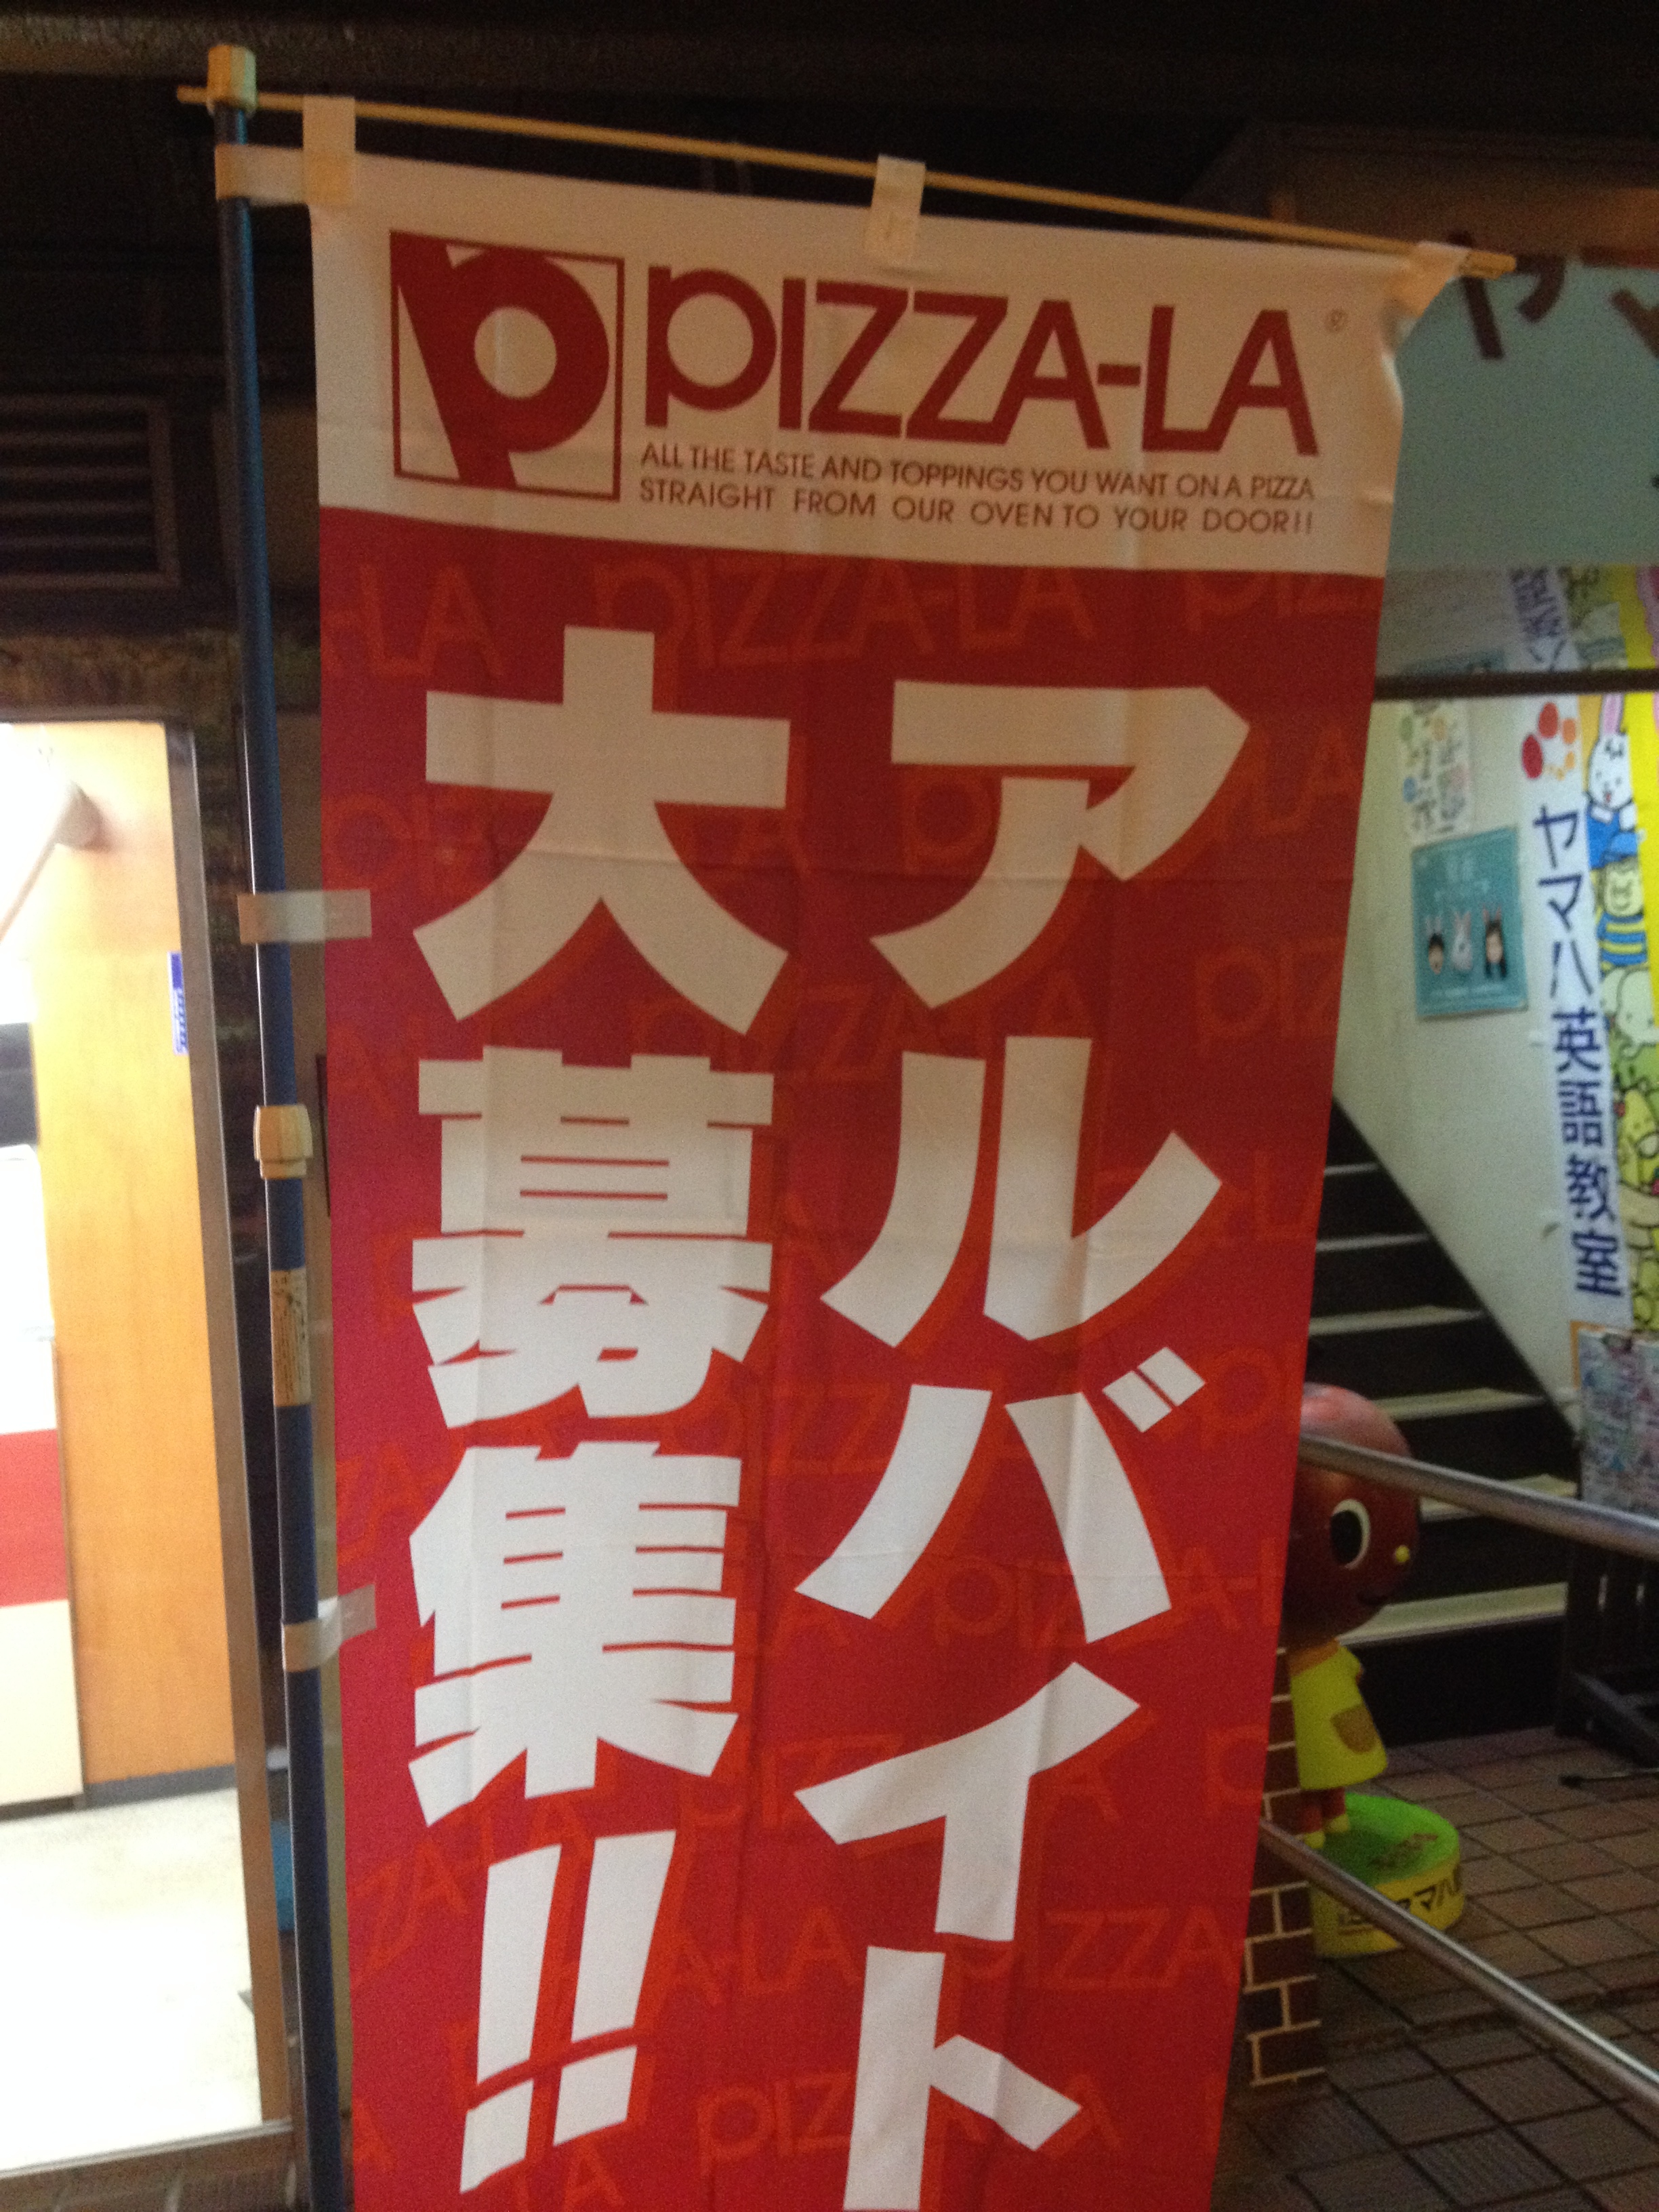 PIZZA-LA®
ALL THE TASTE AND TOPPINGS YOU WANT ON A PIZZA
STRAIGHT FROM OUR OVEN TO YOUR DOOR!!
アルバイト
大募集!!
ヤマハ英語教室